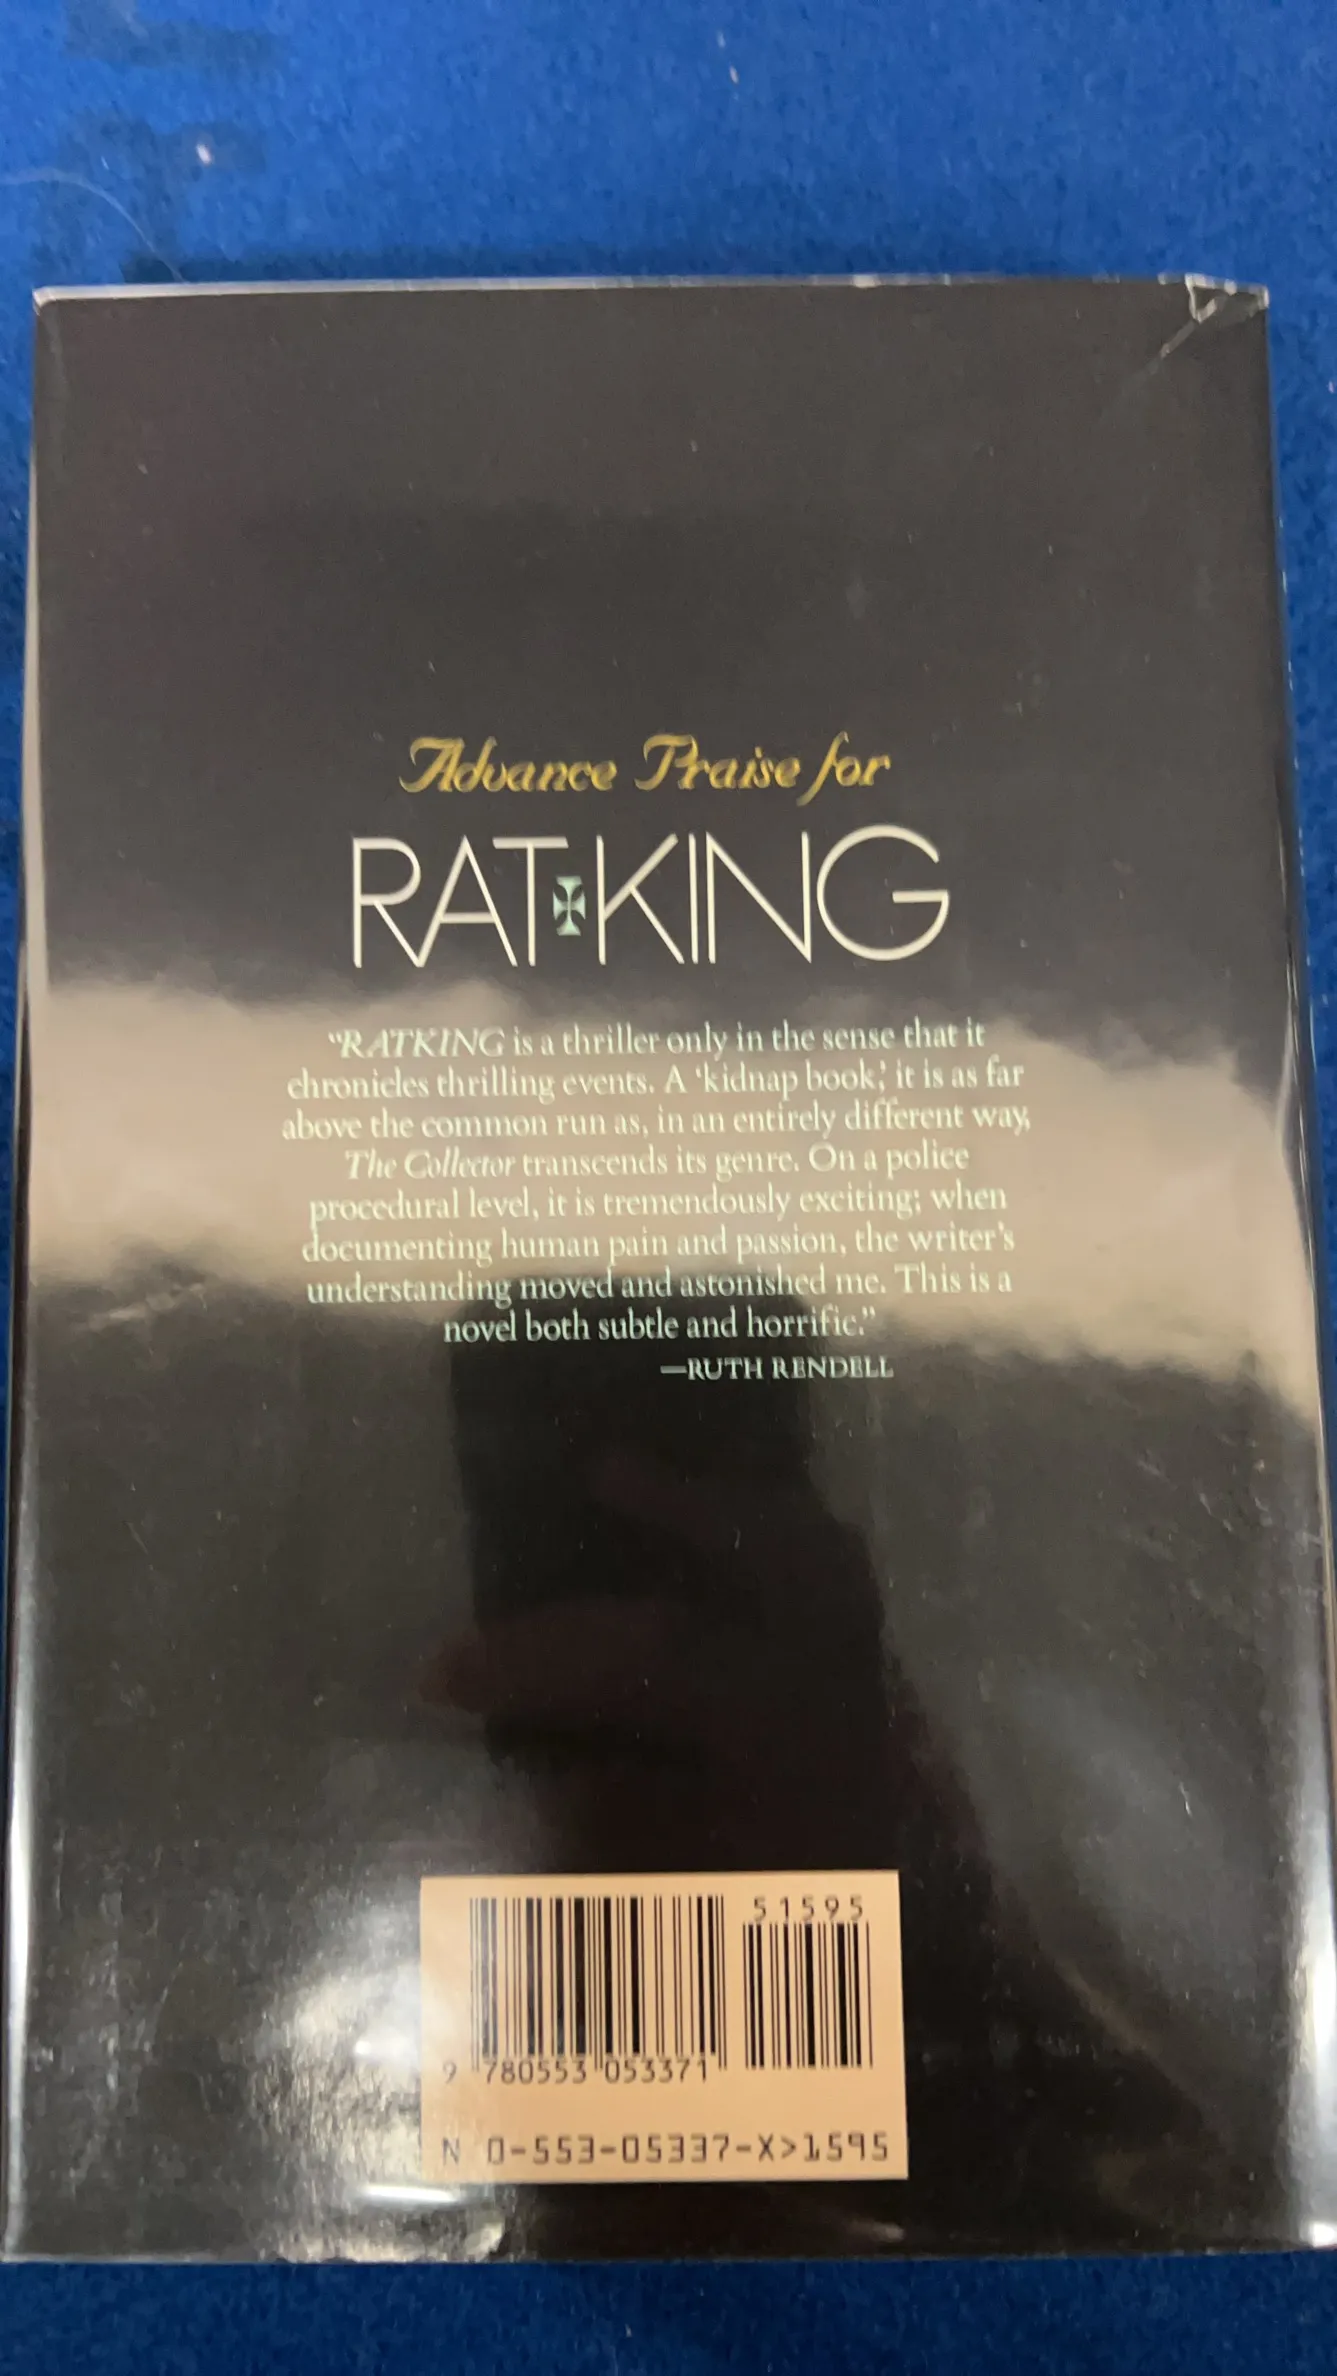 Advance Praise for
RAT✠KING
“RATKING is a thriller only in the sense that it
chronicles thrilling events. A ‘kidnap book,’ it is as far
above the common run as, in an entirely different way,
The Collector transcends its genre. On a police
procedural level, it is tremendously exciting; when
documenting human pain and passion, the writer’s
understanding moved and astonished me. This is a
novel both subtle and horrific.”
—RUTH RENDELL
51595
9 780553 053371
N 0-553-05337-X>1595